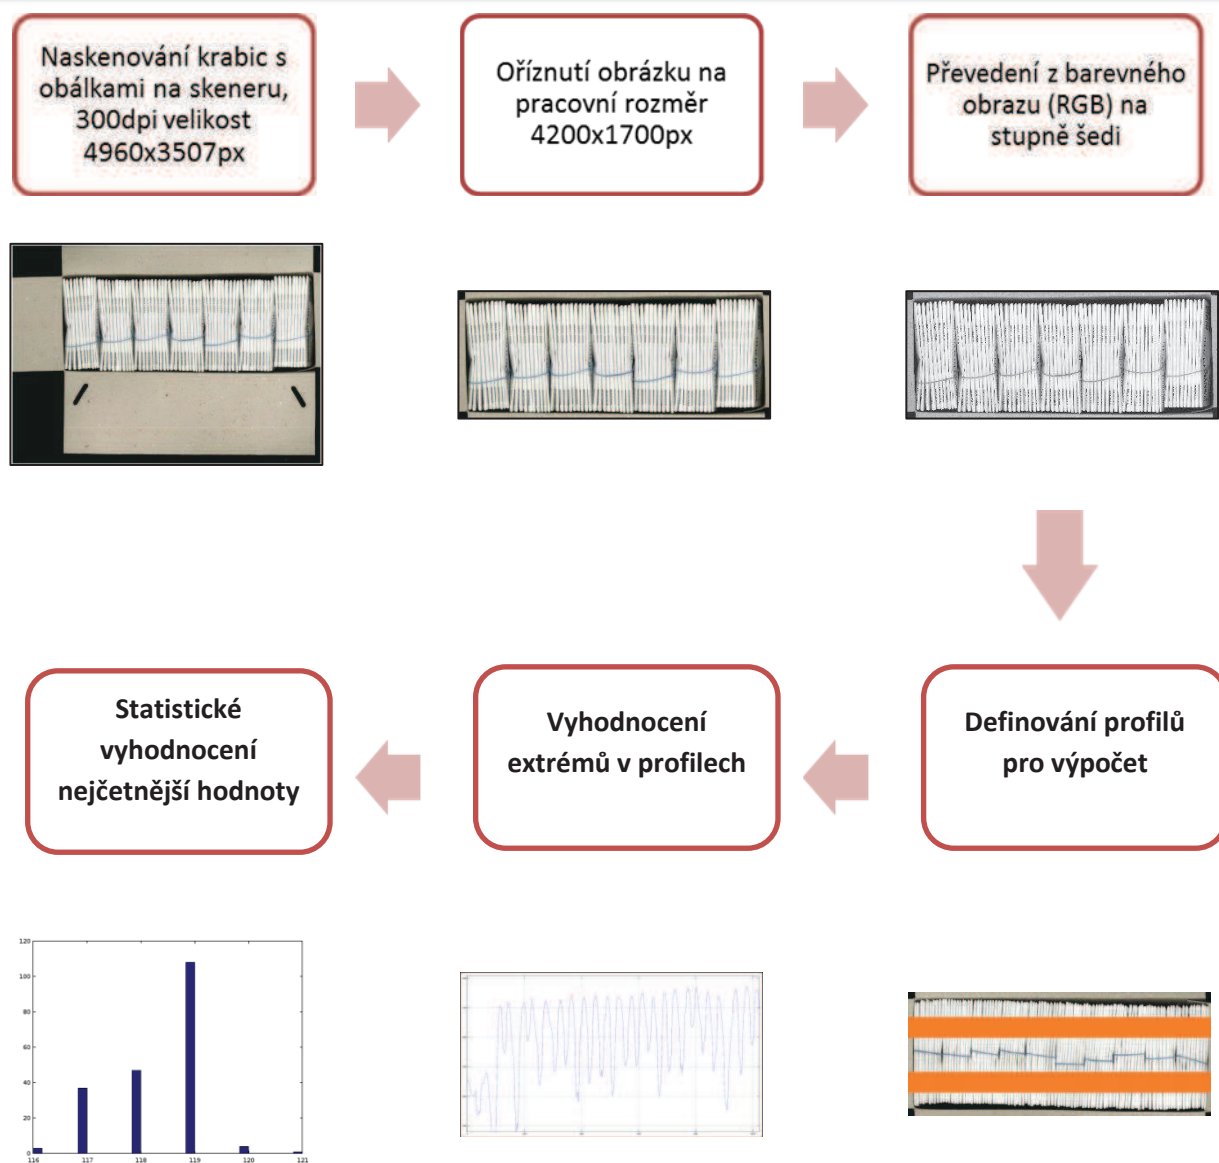 Naskenování krabic s
obálkami na skeneru,
300dpi velikost
4960x3507px
Oříznutí obrázku na
pracovní rozměr
4200x1700px
Převedení z barevného
obrazu (RGB) na
stupně šedi
Statistické
vyhodnocení
nejčetnější hodnoty
Vyhodnocení
extrémů v profilech
Definování profilů
pro výpočet
120
100
80
60
40
20
0
116 117 118 119 120 121